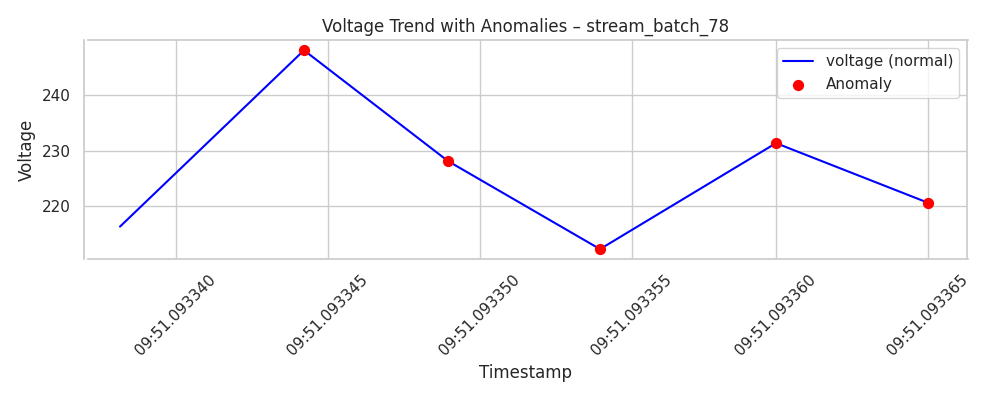 Voltage Trend with Anomalies – stream_batch_78
voltage (normal)
Anomaly
Voltage
240
230
220
09:51.093340
09:51.093345
09:51.093350
09:51.093355
09:51.093360
09:51.093365
Timestamp